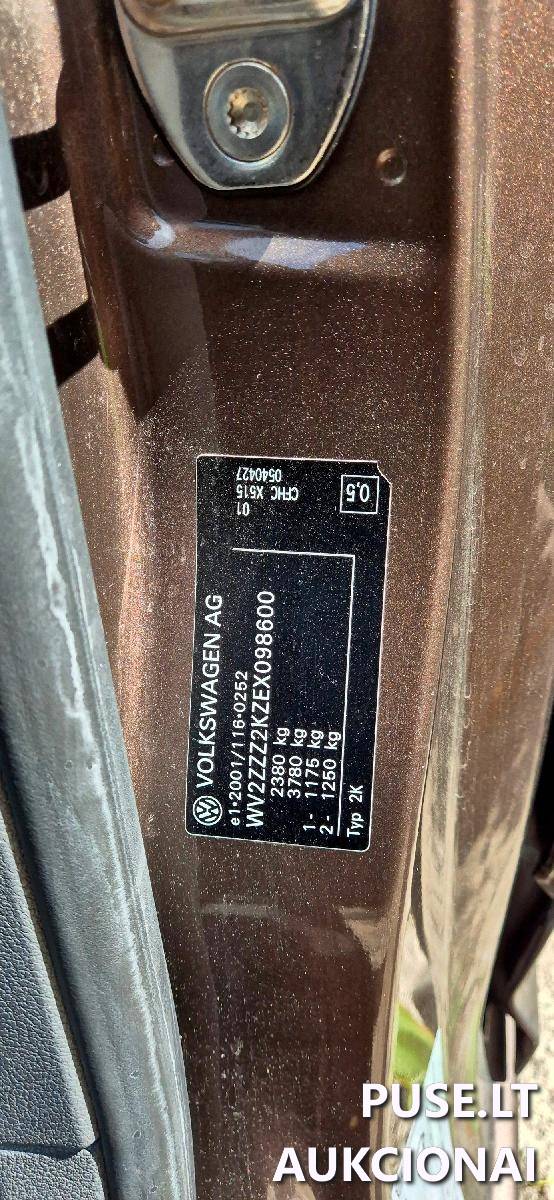 VOLKSWAGEN AG
e1*2001/116*0252
WV2ZZZ2KZEX098600
2380 kg
3780 kg
1 - 1175 kg
2 - 1250 kg
Typ 2K
01
CFHC X515
0540427
0,5
PUSE.LT
AUKCIONAI